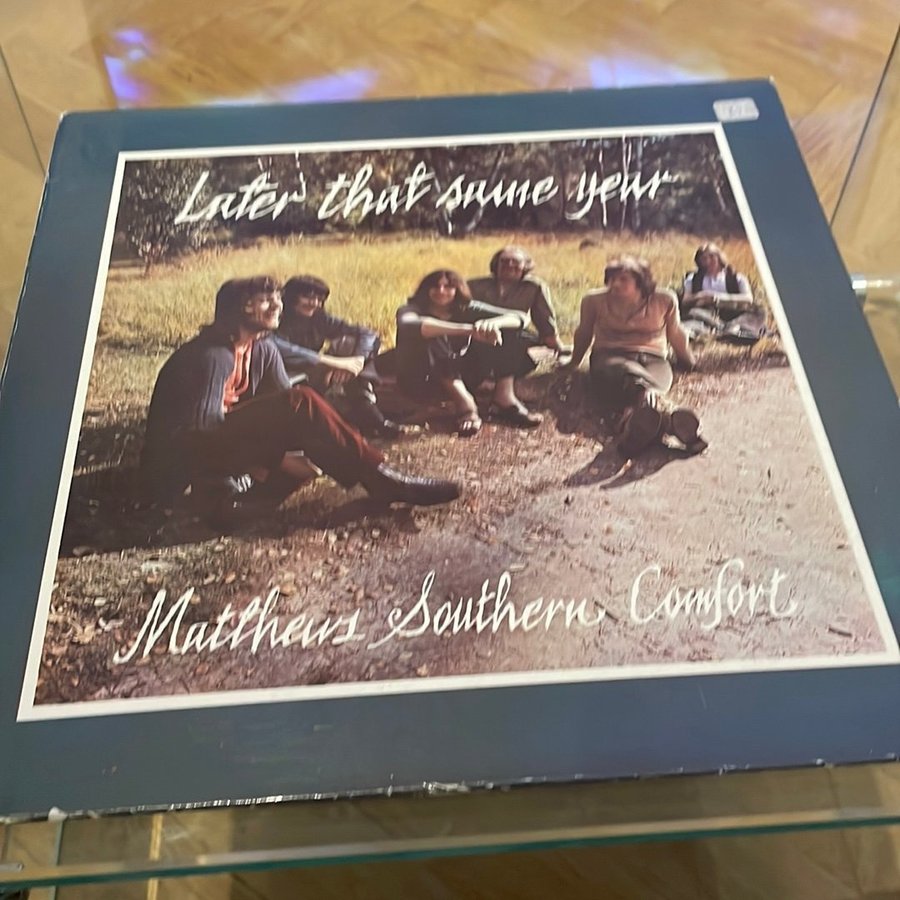 Later that same year
Matthews Southern Comfort